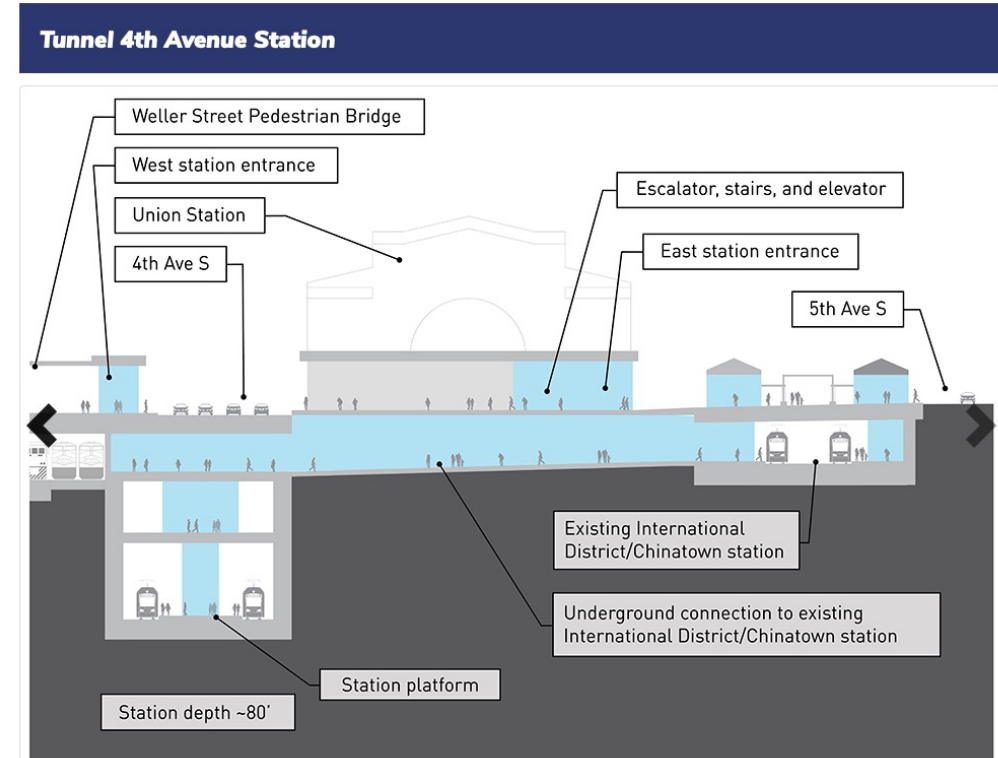 Tunnel 4th Avenue Station
Weller Street Pedestrian Bridge
West station entrance
Union Station
4th Ave S
Escalator, stairs, and elevator
East station entrance
5th Ave S
Existing International
District/Chinatown station
Underground connection to existing
International District/Chinatown station
Station platform
Station depth ~80’